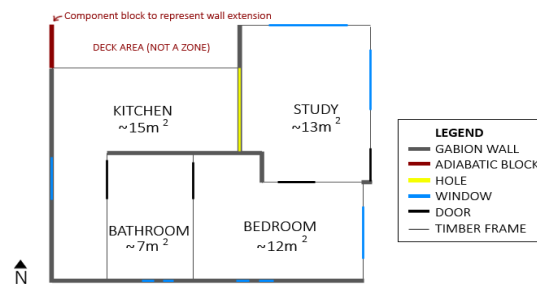 Component block to represent wall extension
DECK AREA (NOT A ZONE)
KITCHEN
~15m 2
STUDY
~13m 2
BATHROOM
~7m 2
BEDROOM
~12m 2
LEGEND
GABION WALL
ADIABATIC BLOCK
HOLE
WINDOW
DOOR
TIMBER FRAME
N